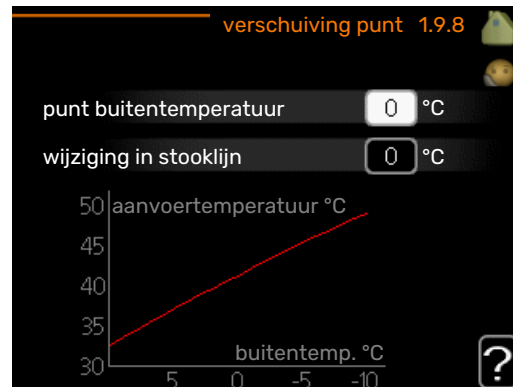 verschuiving punt 1.9.8
punt buitentemperatuur 0 °C
wijziging in stooklijn 0 °C
50 aanvoertemperatuur °C
45
40
35
30
buitentemp. °C
5 0 -5 -10
?